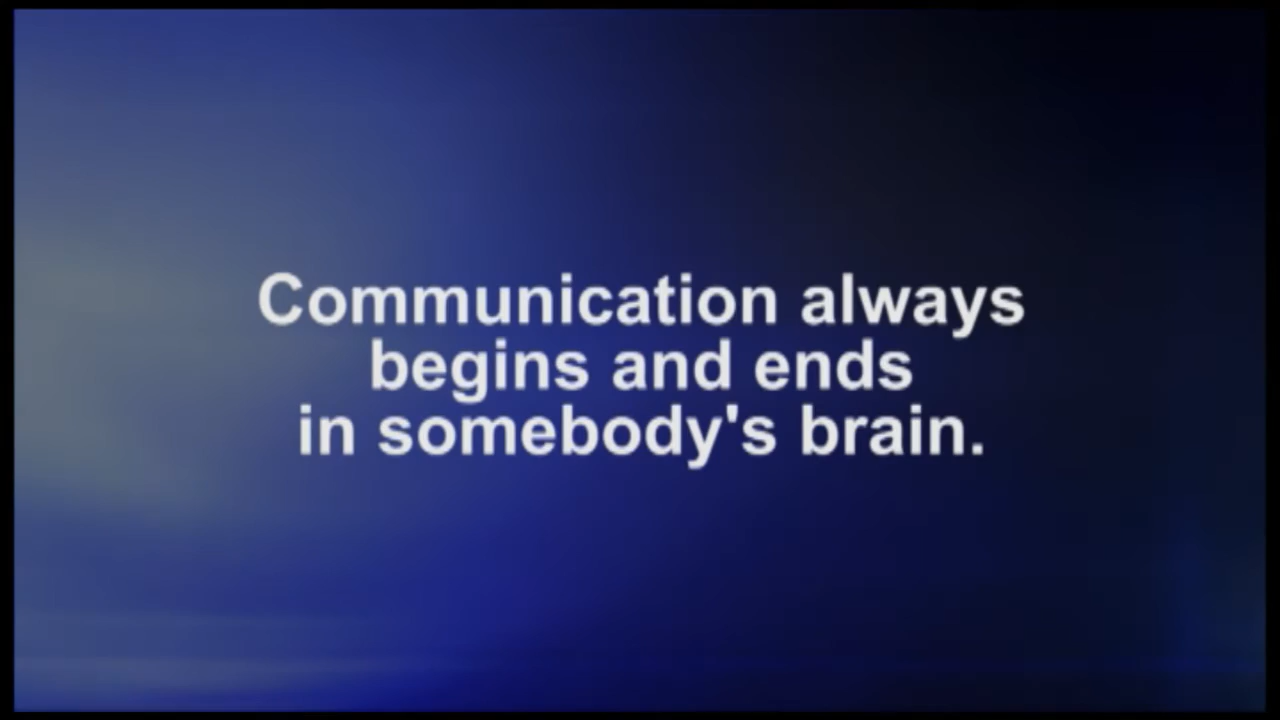 Communication always
begins and ends
in somebody's brain.